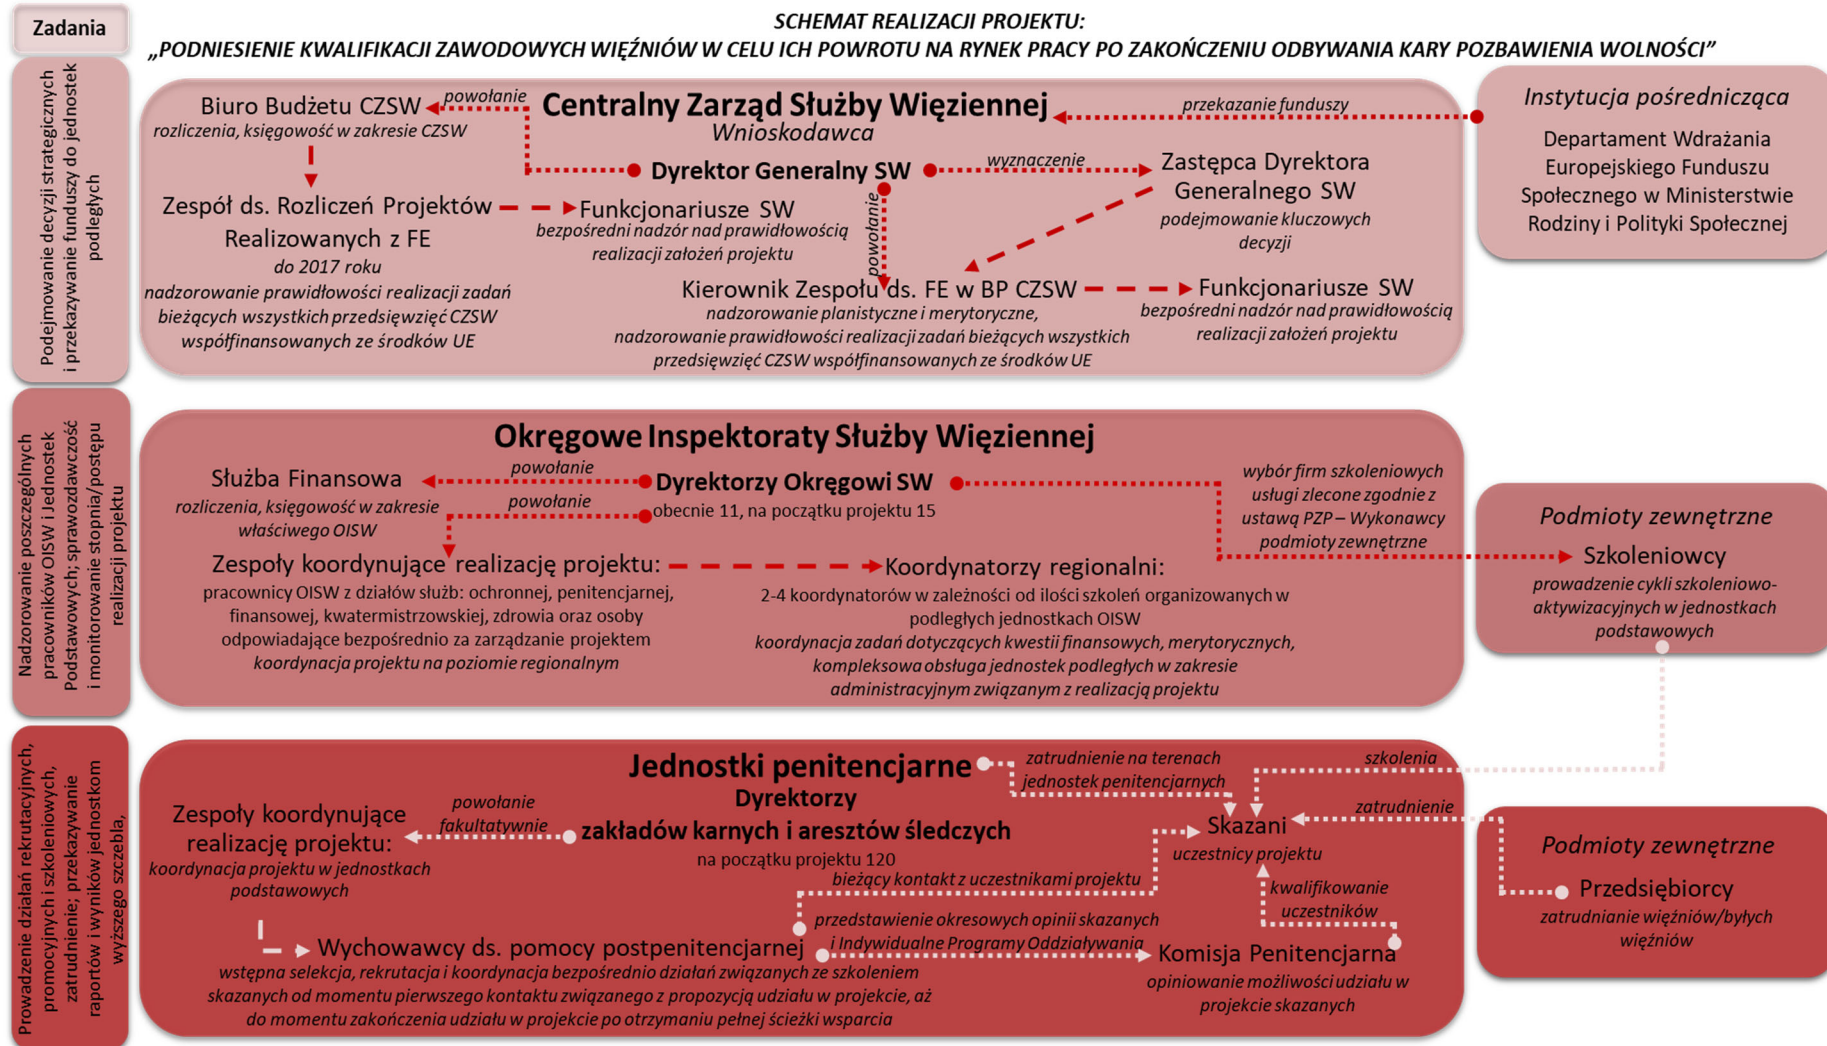 Zadania
SCHEMAT REALIZACJI PROJEKTU:
„PODNIESIENIE KWALIFIKACJI ZAWODOWYCH WIĘŹNIÓW W CELU ICH POWROTU NA RYNEK PRACY PO ZAKOŃCZENIU ODBYWANIA KARY POZBAWIENIA WOLNOŚCI”
Podejmowanie decyzji strategicznych
i przekazywanie funduszy do jednostek
podległych
Biuro Budżetu CZSW
rozliczenia, księgowość w zakresie CZSW
powołanie
Centralny Zarząd Służby Więziennej
Wnioskodawca
Dyrektor Generalny SW
przekazanie funduszy
wyznaczenie
Zastępca Dyrektora
Generalnego SW
podejmowanie kluczowych
decyzji
Instytucja pośrednicząca
Departament Wdrażania
Europejskiego Funduszu
Społecznego w Ministerstwie
Rodziny i Polityki Społecznej
Zespół ds. Rozliczeń Projektów
Realizowanych z FE
do 2017 roku
nadzorowanie prawidłowości realizacji zadań
bieżących wszystkich przedsięwzięć CZSW
współfinansowanych ze środków UE
Funkcjonariusze SW
bezpośredni nadzór nad prawidłowością
realizacji założeń projektu
powołanie
Kierownik Zespołu ds. FE w BP CZSW
nadzorowanie planistyczne i merytoryczne,
nadzorowanie prawidłowości realizacji zadań bieżących wszystkich
przedsięwzięć CZSW współfinansowanych ze środków UE
Funkcjonariusze SW
bezpośredni nadzór nad prawidłowością
realizacji założeń projektu
Nadzorowanie poszczególnych
pracowników OISW i Jednostek
Podstawowych; sprawozdawczość
i monitorowanie stopnia/postępu
realizacji projektu
Okręgowe Inspektoraty Służby Więziennej
Służba Finansowa
rozliczenia, księgowość w zakresie
właściwego OISW
powołanie
powołanie
Dyrektorzy Okręgowi SW
obecnie 11, na początku projektu 15
wybór firm szkoleniowych
usługi zlecone zgodnie z
ustawą PZP – Wykonawcy
podmioty zewnętrzne
Podmioty zewnętrzne
Szkoleniowcy
prowadzenie cykli szkoleniowo-
aktywizacyjnych w jednostkach
podstawowych
Zespoły koordynujące realizację projektu:
pracownicy OISW z działów służb: ochronnej, penitencjarnej,
finansowej, kwatermistrzowskiej, zdrowia oraz osoby
odpowiadające bezpośrednio za zarządzanie projektem
koordynacja projektu na poziomie regionalnym
Koordynatorzy regionalni:
2-4 koordynatorów w zależności od ilości szkoleń organizowanych w
podległych jednostkach OISW
koordynacja zadań dotyczących kwestii finansowych, merytorycznych,
kompleksowa obsługa jednostek podległych w zakresie
administracyjnym związanym z realizacją projektu
Prowadzenie działań rekrutacyjnych,
promocyjnych i szkoleniowych,
zatrudnienie; przekazywanie
raportów i wyników jednostkom
wyższego szczebla,
Jednostki penitencjarne
Dyrektorzy
zakładów karnych i aresztów śledczych
na początku projektu 120
Zespoły koordynujące
realizację projektu:
koordynacja projektu w jednostkach
podstawowych
powołanie
fakultatywnie
zatrudnienie na terenach
jednostek penitencjarnych
szkolenia
zatrudnienie
Skazani
uczestnicy projektu
bieżący kontakt z uczestnikami projektu
kwalifikowanie
uczestników
przedstawienie okresowych opinii skazanych
i Indywidualne Programy Oddziaływania
Wychowawcy ds. pomocy postpenitencjarnej
wstępna selekcja, rekrutacja i koordynacja bezpośrednio działań związanych ze szkoleniem
skazanych od momentu pierwszego kontaktu związanego z propozycją udziału w projekcie, aż
do momentu zakończenia udziału w projekcie po otrzymaniu pełnej ścieżki wsparcia
Komisja Penitencjarna
opiniowanie możliwości udziału w
projekcie skazanych
Podmioty zewnętrzne
Przedsiębiorcy
zatrudnianie więźniów/byłych
więźniów